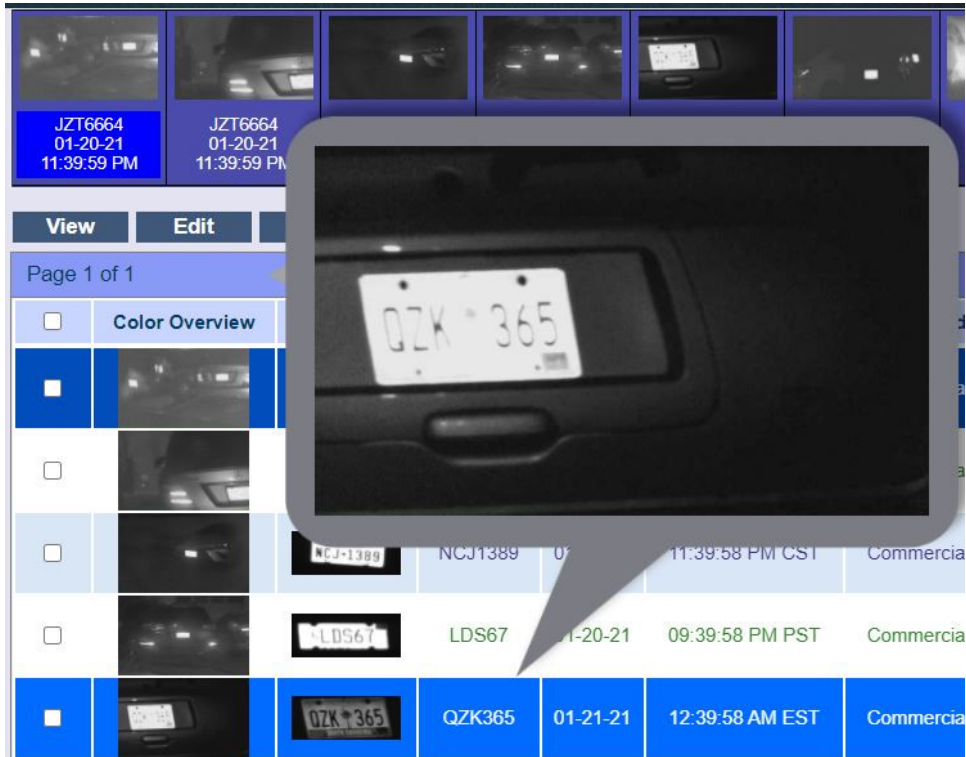 JZT6664
01-20-21
11:39:59 PM
JZT6664
01-20-21
11:39:59 PM
View
Edit
Page 1 of 1
Color Overview
QZK 365
NCJ-1389
NCJ1389
11:39:58 PM CST
Commercia
LDS67
LDS67
-20-21
09:39:58 PM PST
Commercia
QZK 365
QZK365
01-21-21
12:39:58 AM EST
Commercia